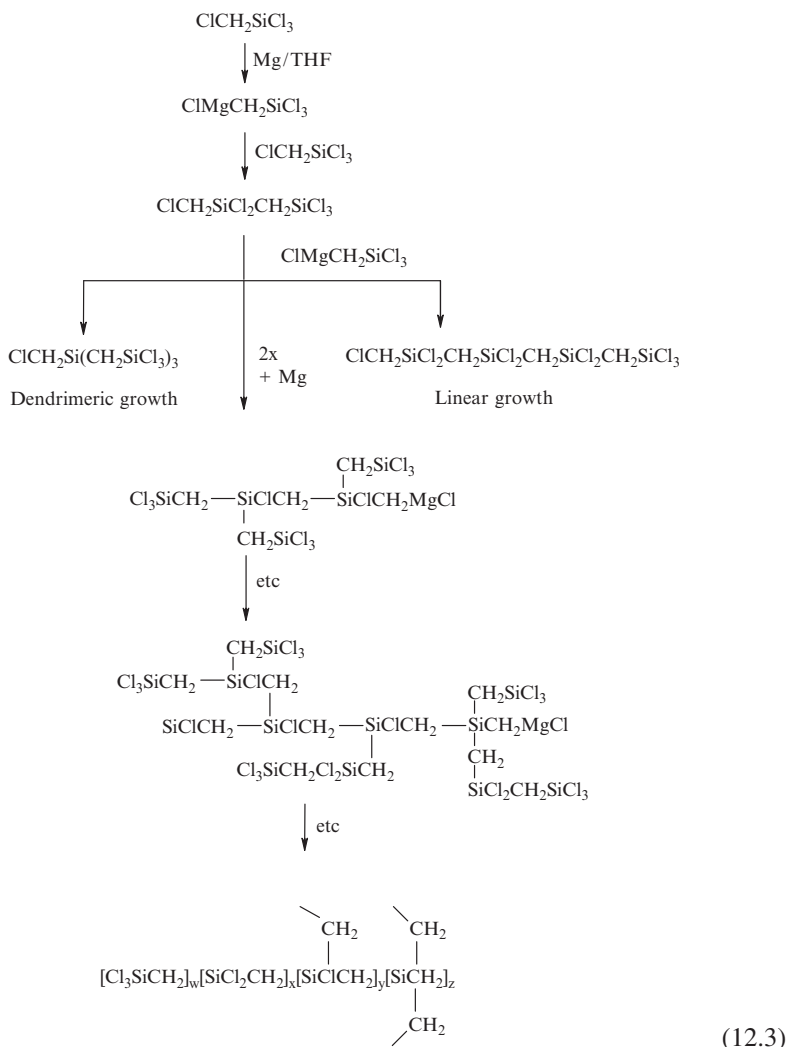 ClCH₂SiCl₃
Mg/THF
ClMgCH₂SiCl₃
ClCH₂SiCl₃
ClCH₂SiCl₂CH₂SiCl₃
ClMgCH₂SiCl₃
ClCH₂Si(CH₂SiCl₃)₃
2x
+ Mg
ClCH₂SiCl₂CH₂SiCl₂CH₂SiCl₂CH₂SiCl₃
Dendrimeric growth
Linear growth
CH₂SiCl₃
Cl₃SiCH₂—SiClCH₂—SiClCH₂MgCl
CH₂SiCl₃
etc
CH₂SiCl₃
Cl₃SiCH₂—SiClCH₂
CH₂SiCl₃
SiClCH₂—SiClCH₂—SiClCH₂—SiCH₂MgCl
CH₂
Cl₃SiCH₂Cl₂SiCH₂
SiCl₂CH₂SiCl₃
etc
CH₂ CH₂
[Cl₃SiCH₂]w[SiCl₂CH₂]x[SiClCH₂]y[SiCH₂]z
CH₂
(12.3)